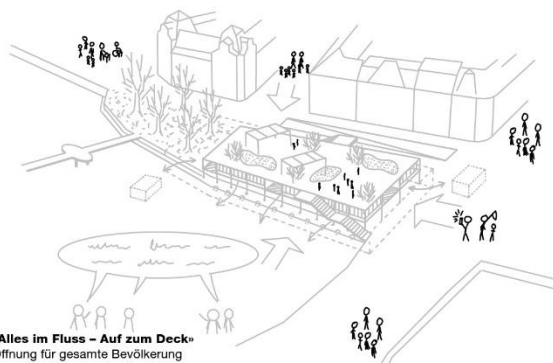 Alles im Fluss – Auf zum Deck»
ffnung für gesamte Bevölkerung